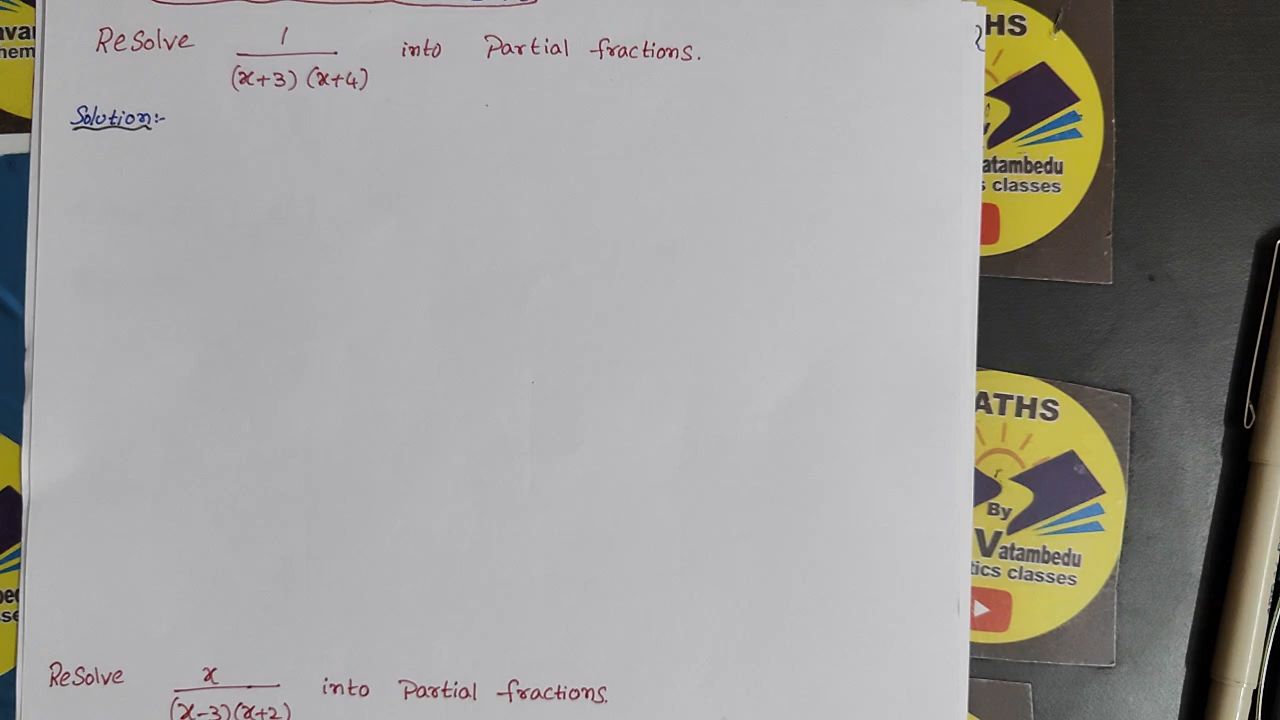 Resolve 1/((x+3)(x+4)) into Partial fractions.
Solution:-
Resolve x/((x-3)(x+2)) into Partial fractions.
HS
atambedu
s classes
ATHS
By
Vatambedu
tics classes